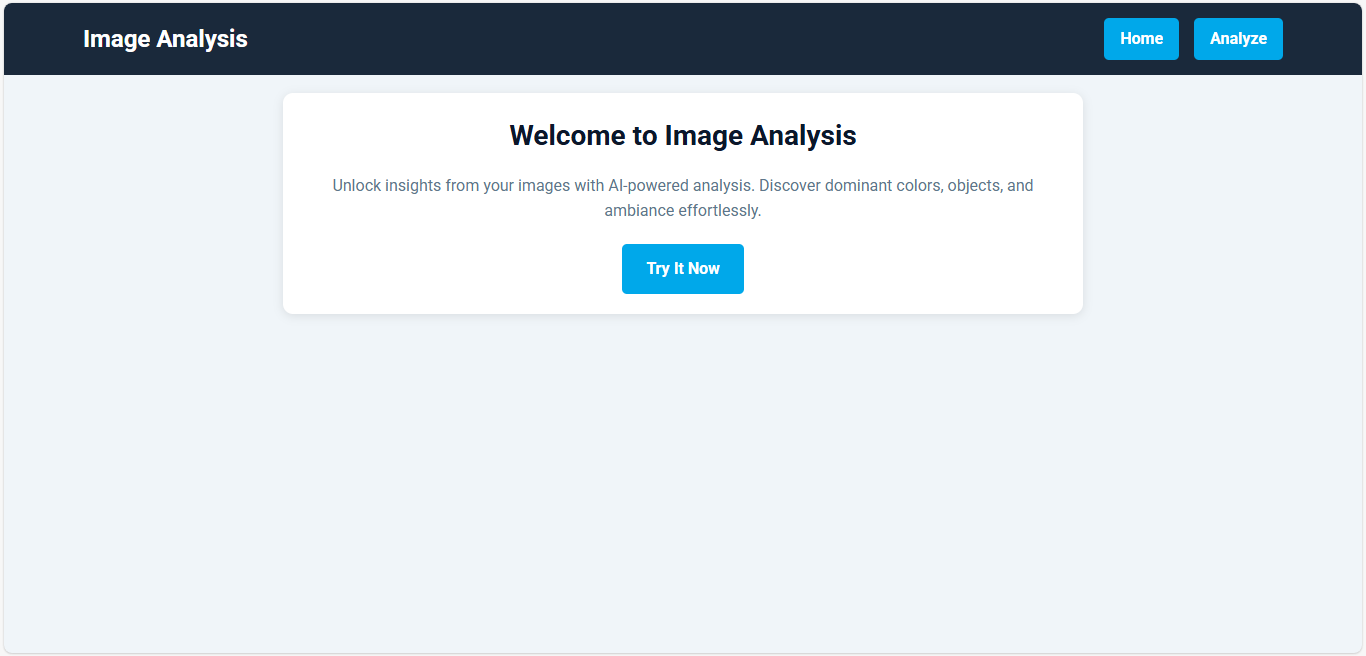 Image Analysis
Home
Analyze
Welcome to Image Analysis
Unlock insights from your images with AI-powered analysis. Discover dominant colors, objects, and
ambiance effortlessly.
Try It Now